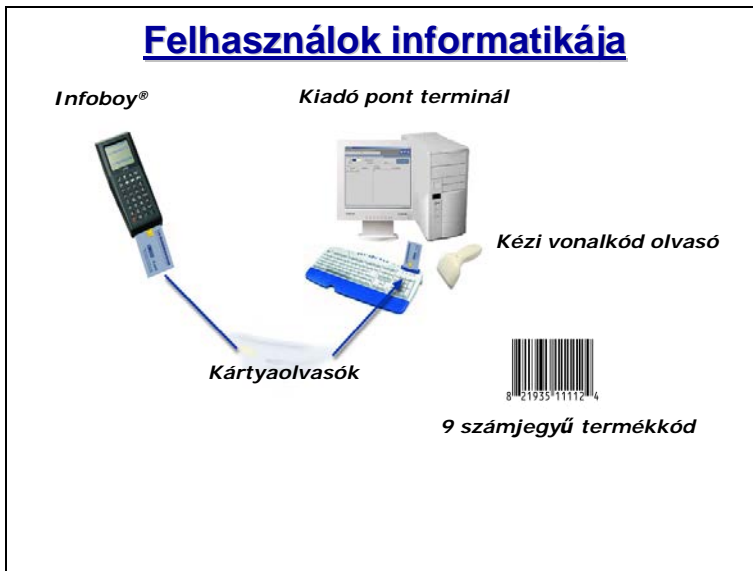 Felhasználok informatikája
Infoboy®
Kiadó pont terminál
Kézi vonalkód olvasó
Kártyaolvasók
8 21935 11112 4
9 számjegyű termékkód